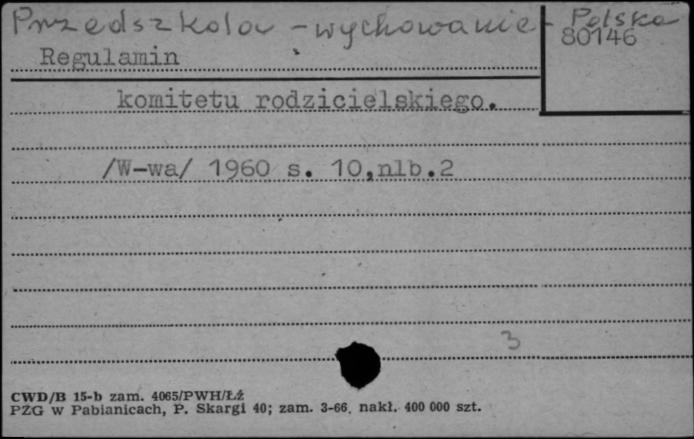 Przedszkola - wychowanie - Polska
80146
Regulamin
komitetu rodzicielskiego.
/W-wa/ 1960 s. 10,nlb.2
3
CWD/B 15-b zam. 4065/PWH/Łź
PZG w Pabianicach, P. Skargi 40; zam. 3-66, nakł. 400 000 szt.